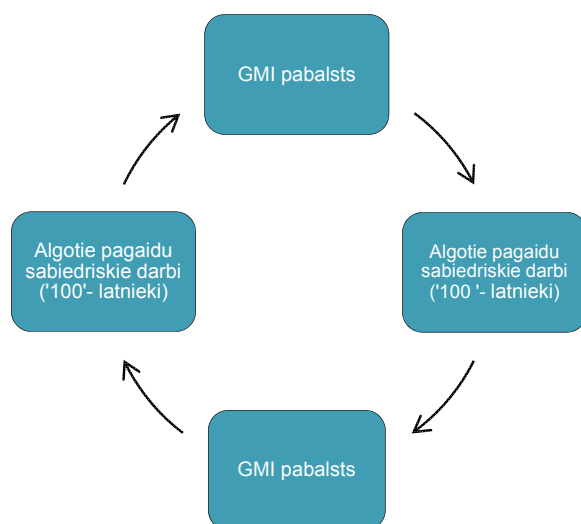 GMI pabalsts
Algotie pagaidu
sabiedriskie darbi
('100'- latnieki)
Algotie pagaidu
sabiedriskie darbi
('100 '- latnieki)
GMI pabalsts